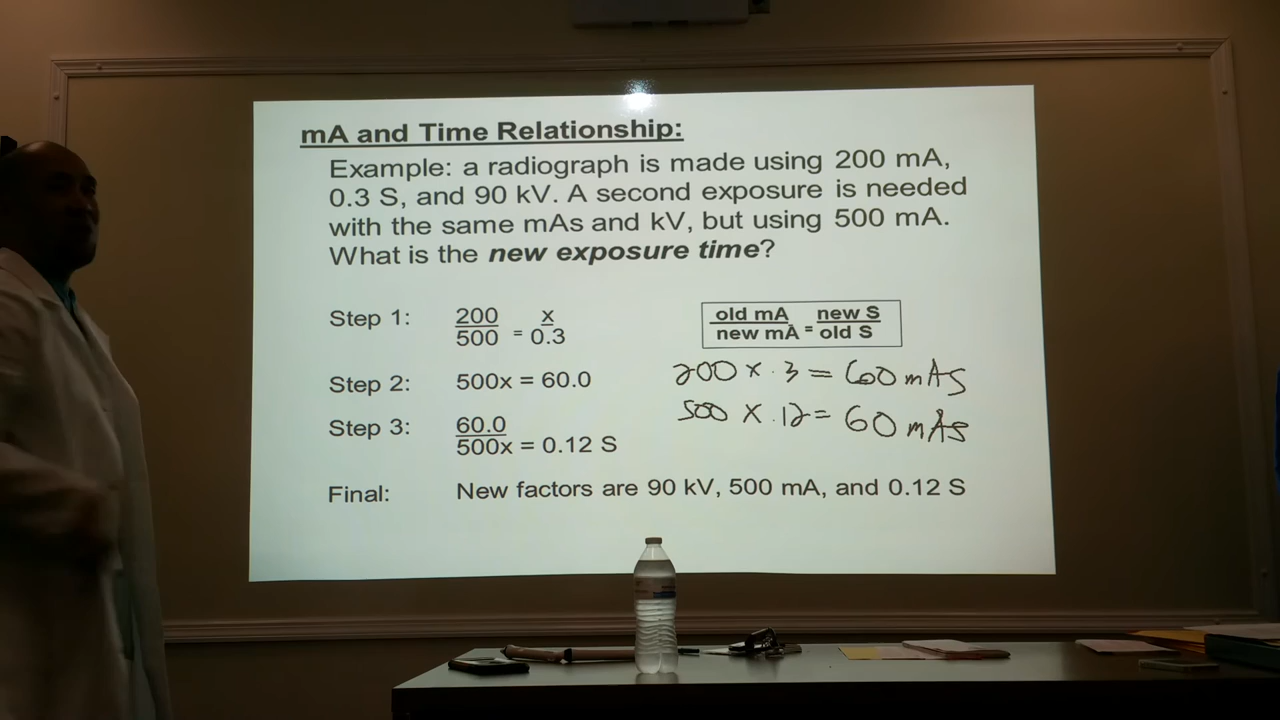 mA and Time Relationship:
Example: a radiograph is made using 200 mA,
0.3 S, and 90 kV. A second exposure is needed
with the same mAs and kV, but using 500 mA.
What is the new exposure time?
Step 1: 200/500 = x/0.3
old mA/new mA = new S/old S
Step 2: 500x = 60.0
200 x .3 = 60 mAs
500 x .12 = 60 mAs
Step 3: 60.0/500x = 0.12 S
Final: New factors are 90 kV, 500 mA, and 0.12 S